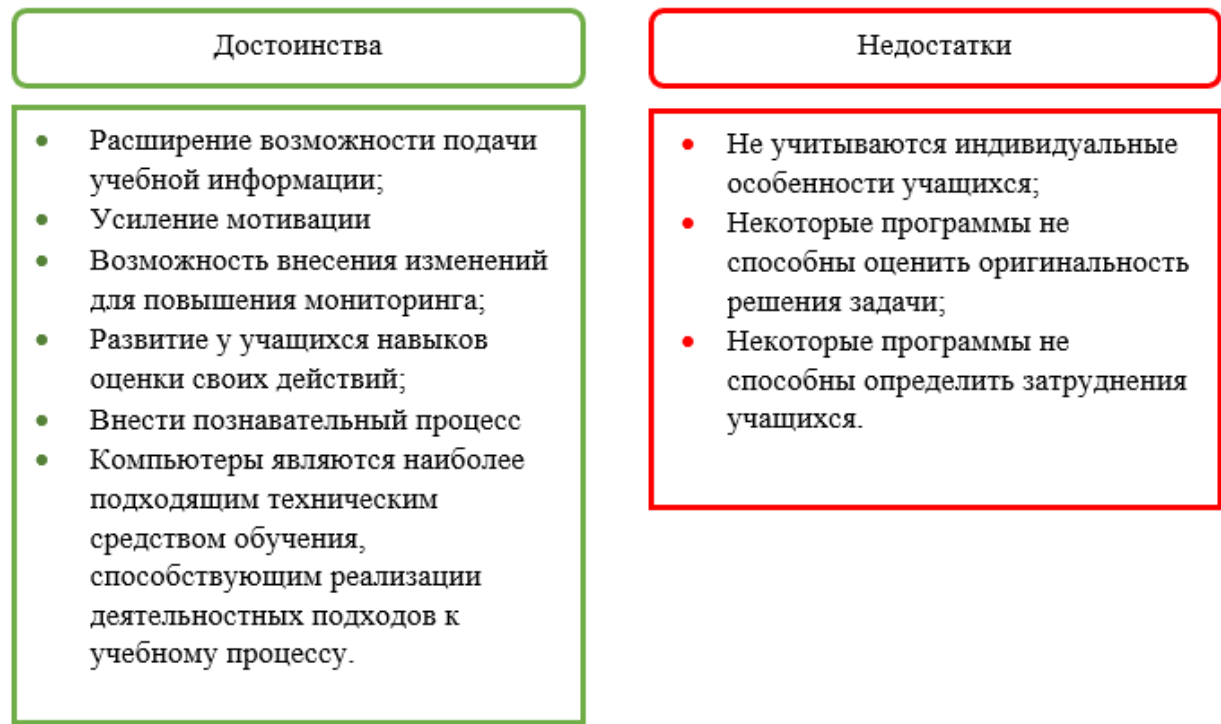 Достоинства
• Расширение возможности подачи
учебной информации;
• Усиление мотивации
• Возможность внесения изменений
для повышения мониторинга;
• Развитие у учащихся навыков
оценки своих действий;
• Внести познавательный процесс
• Компьютеры являются наиболее
подходящим техническим
средством обучения,
способствующим реализации
деятельностных подходов к
учебному процессу.
Недостатки
• Не учитываются индивидуальные
особенности учащихся;
• Некоторые программы не
способны оценить оригинальность
решения задачи;
• Некоторые программы не
способны определить затруднения
учащихся.